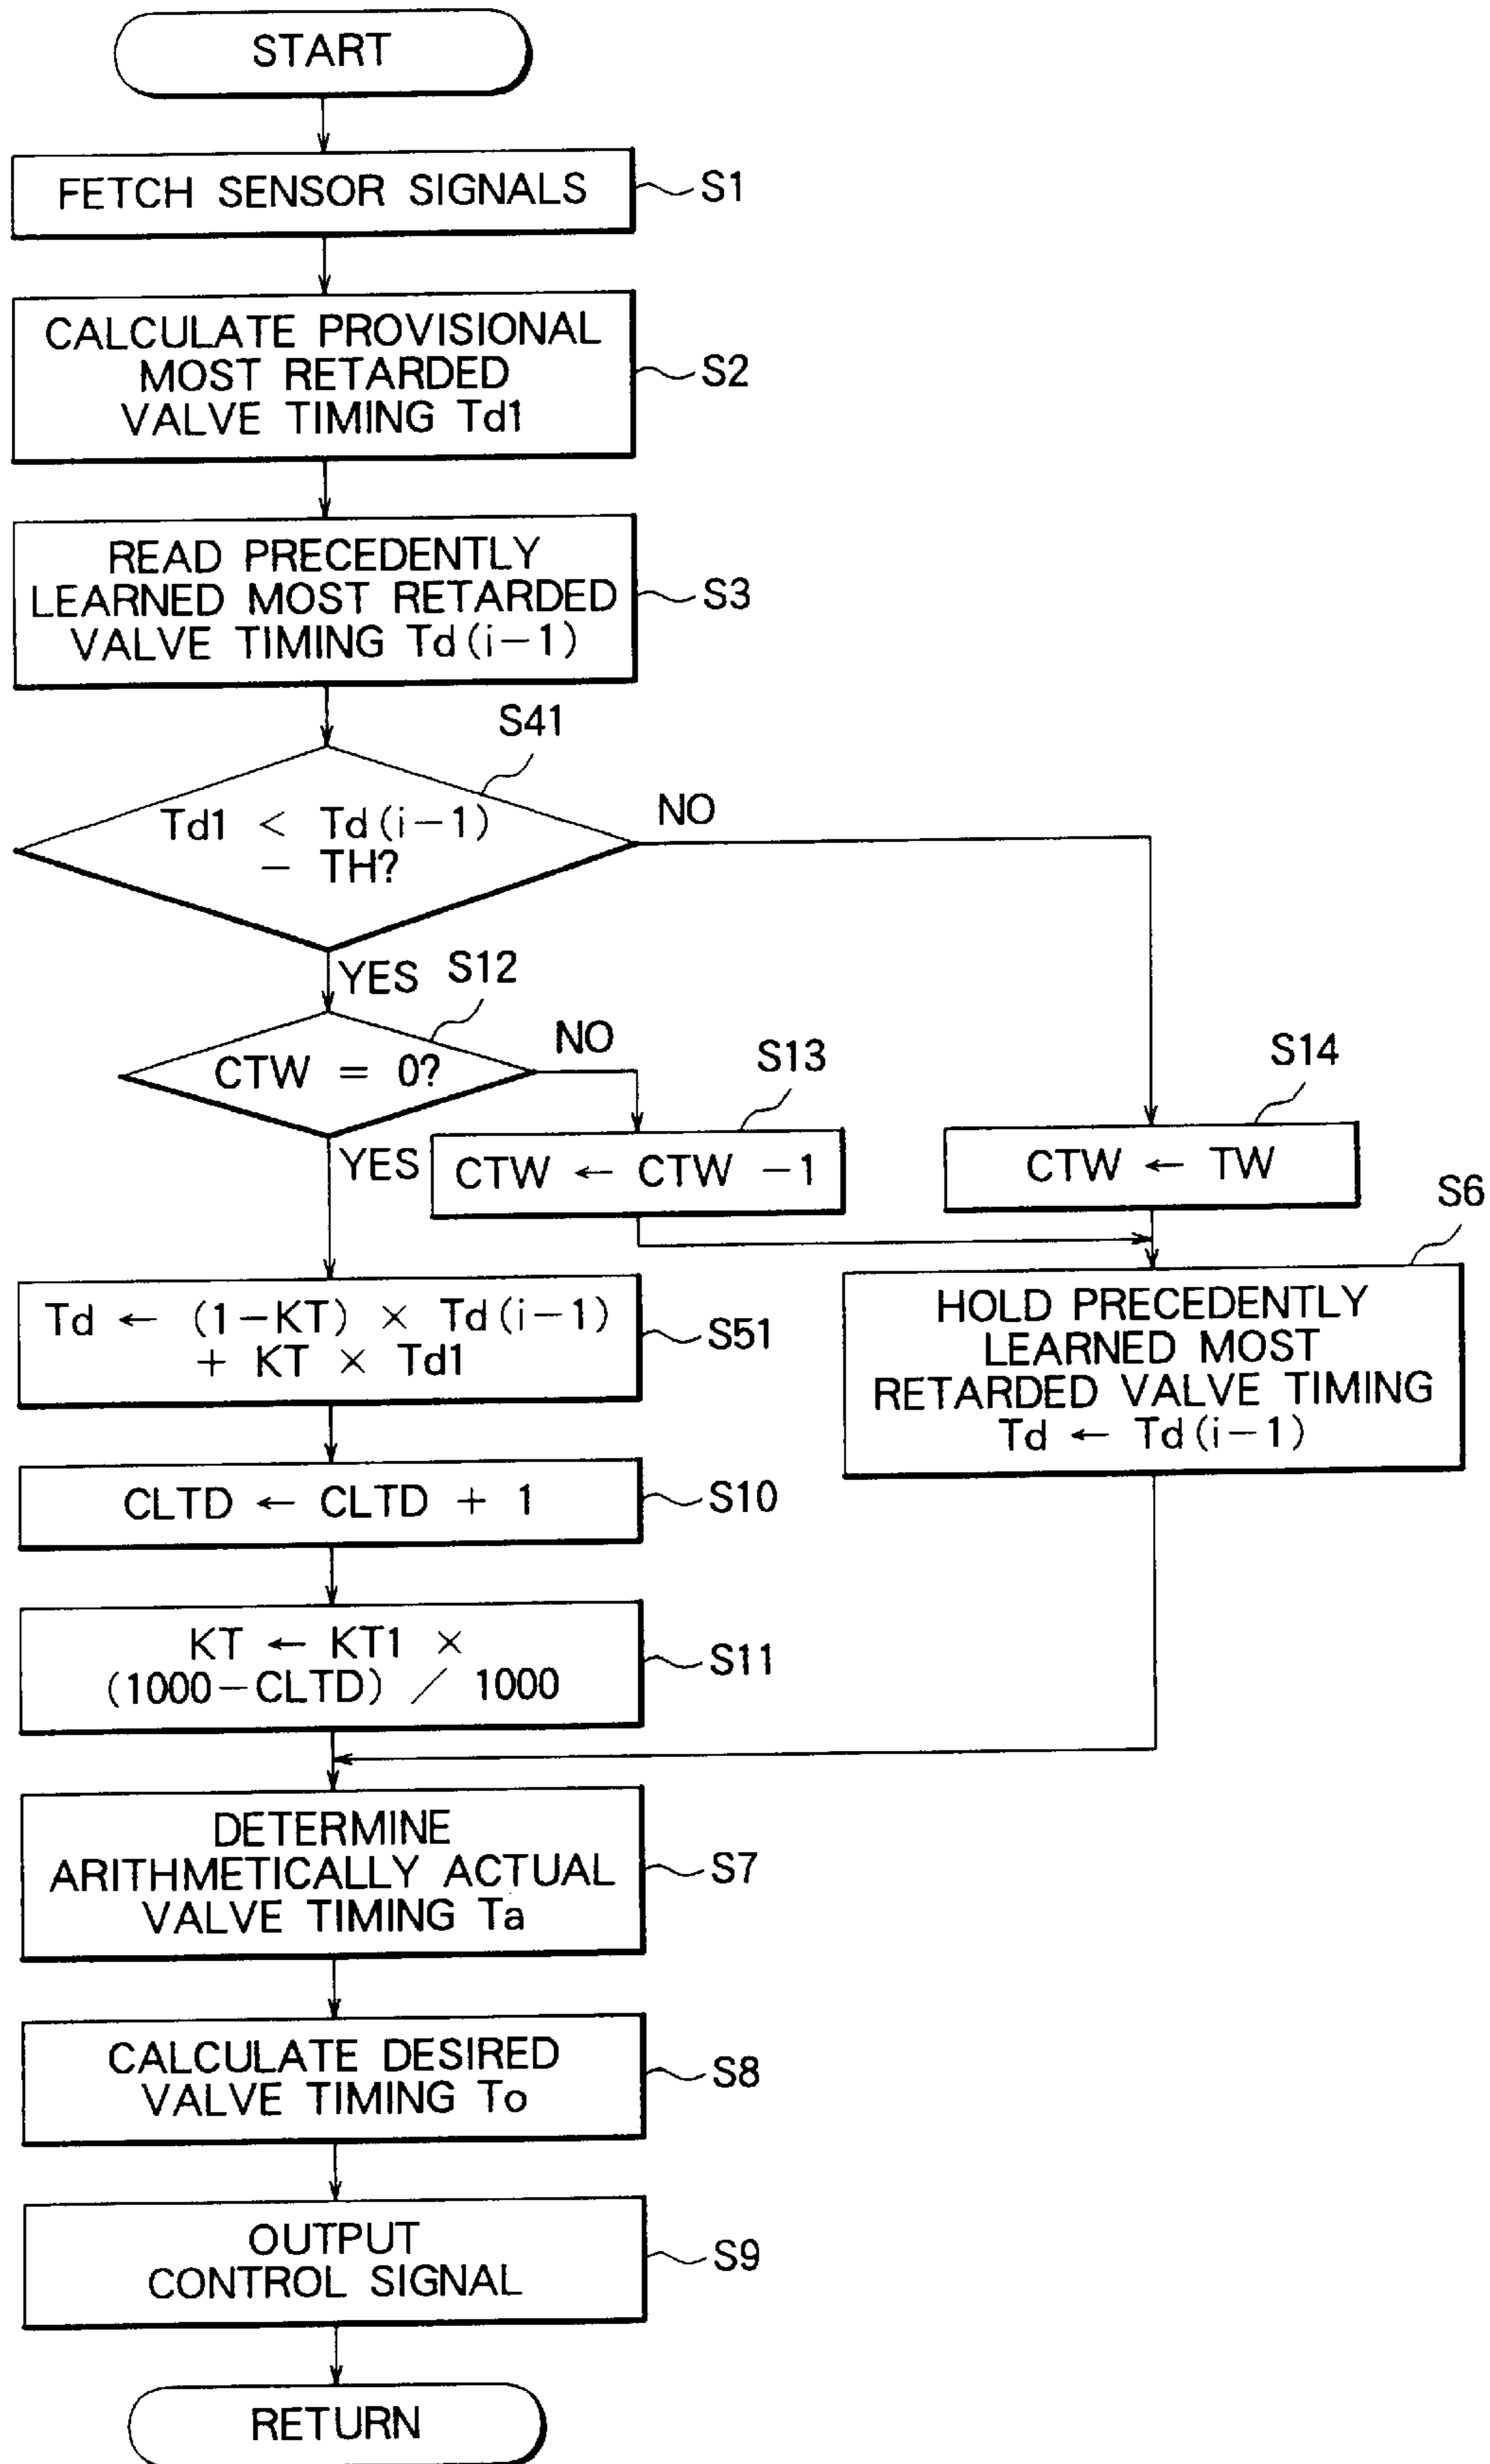 START
FETCH SENSOR SIGNALS
S1
CALCULATE PROVISIONAL
MOST RETARDED
VALVE TIMING Td1
S2
READ PRECEDENTLY
LEARNED MOST RETARDED
VALVE TIMING Td(i-1)
S3
S41
Td1 < Td(i-1)
- TH?
NO
YES
S12
CTW = 0?
NO
S13
S14
YES
CTW ← CTW -1
CTW ← TW
S6
Td ← (1-KT) × Td(i-1)
+ KT × Td1
S51
HOLD PRECEDENTLY
LEARNED MOST
RETARDED VALVE TIMING
Td ← Td(i-1)
CLTD ← CLTD + 1
S10
KT ← KT1 ×
(1000-CLTD) / 1000
S11
DETERMINE
ARITHMETICALLY ACTUAL
VALVE TIMING Ta
S7
CALCULATE DESIRED
VALVE TIMING To
S8
OUTPUT
CONTROL SIGNAL
S9
RETURN